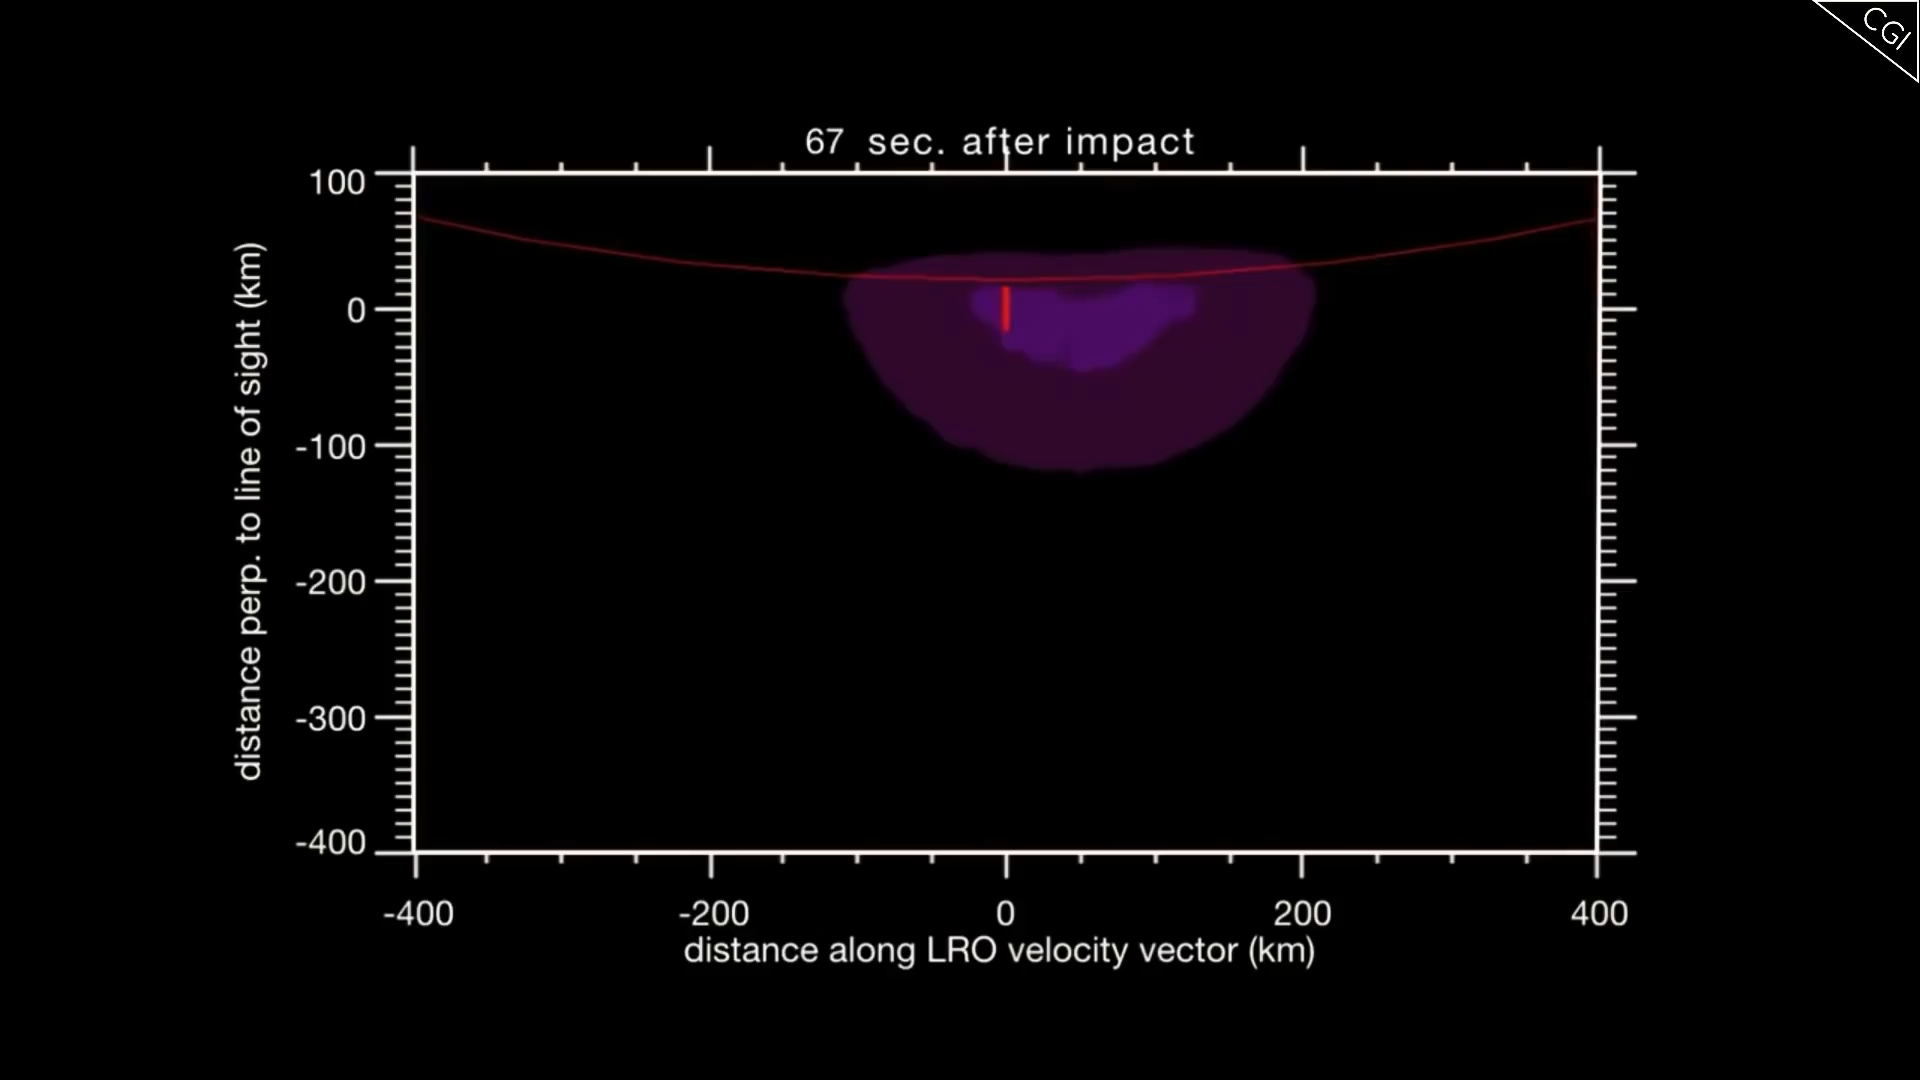 CGI
67 sec. after impact
100
0
-100
-200
-300
-400
distance perp. to line of sight (km)
-400 -200 0 200 400
distance along LRO velocity vector (km)